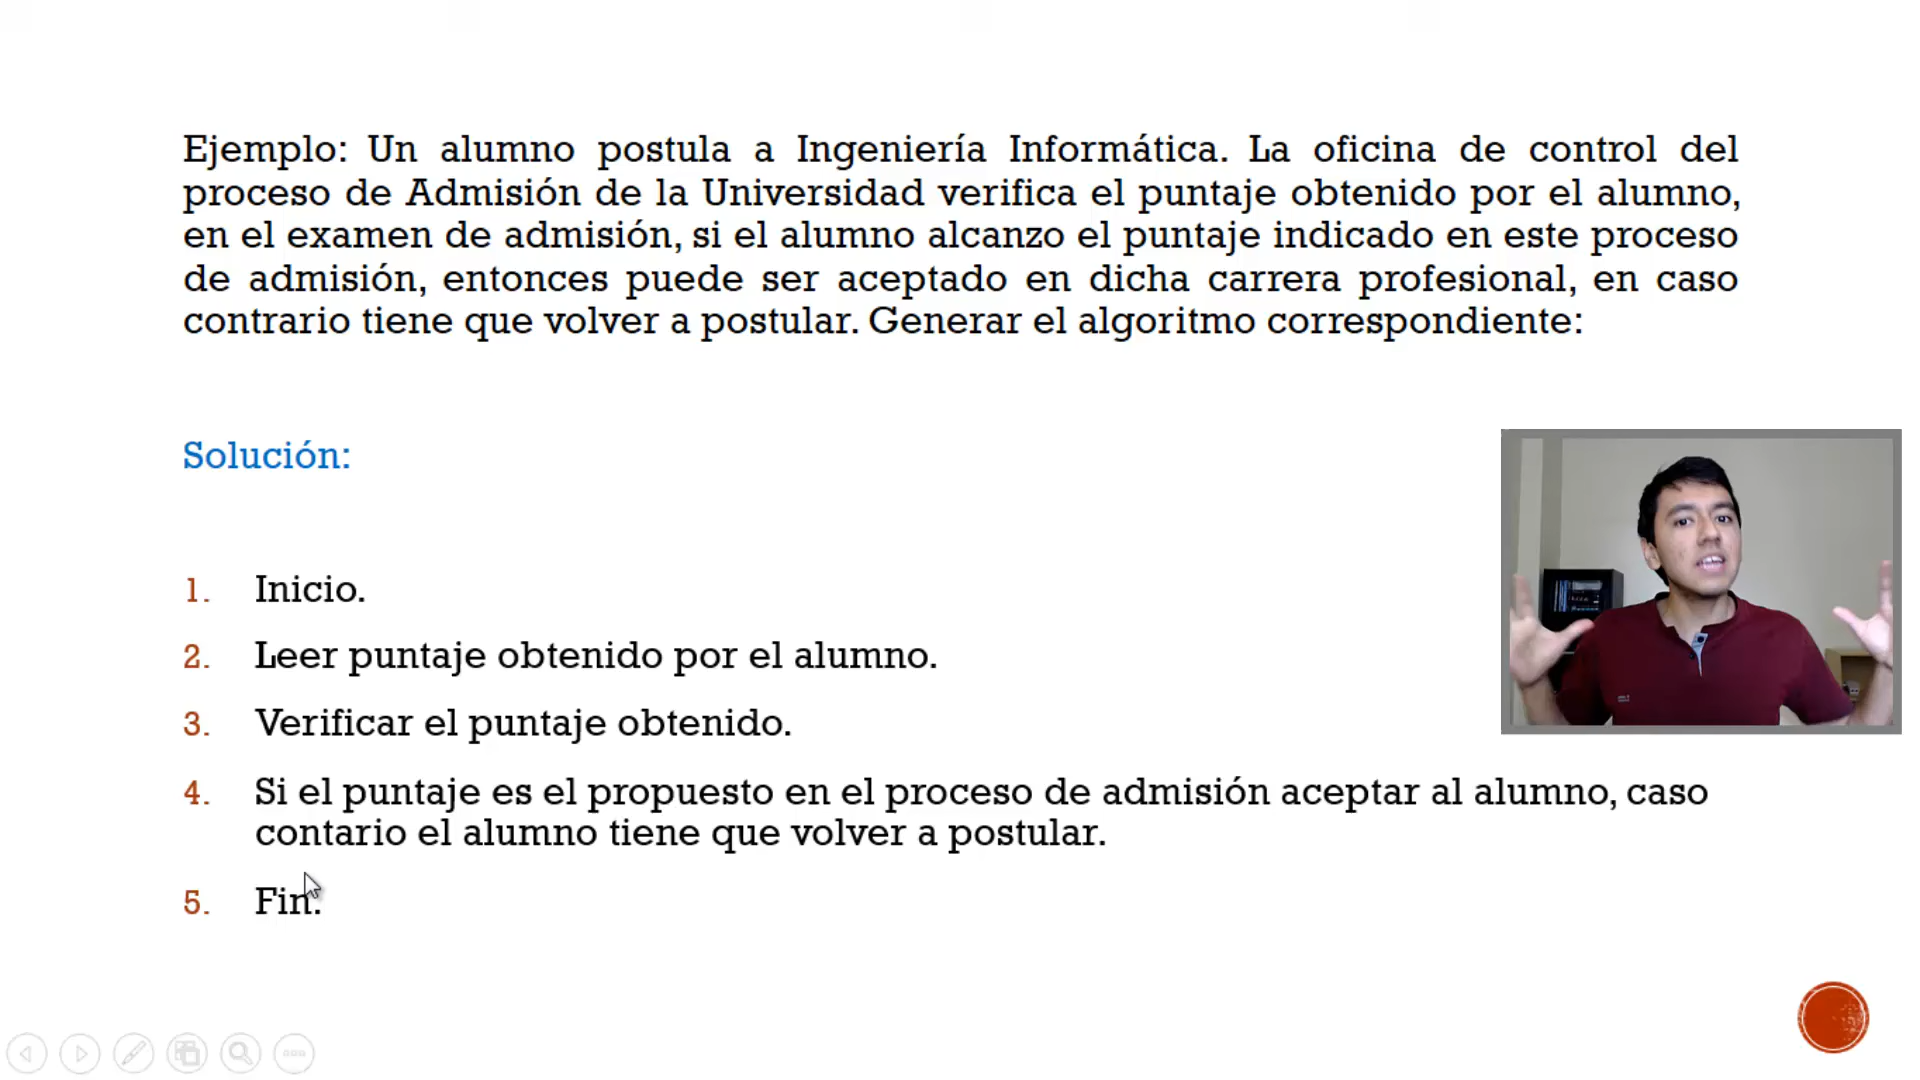 Ejemplo: Un alumno postula a Ingeniería Informática. La oficina de control del
proceso de Admisión de la Universidad verifica el puntaje obtenido por el alumno,
en el examen de admisión, si el alumno alcanzo el puntaje indicado en este proceso
de admisión, entonces puede ser aceptado en dicha carrera profesional, en caso
contrario tiene que volver a postular. Generar el algoritmo correspondiente:
Solución:
1. Inicio.
2. Leer puntaje obtenido por el alumno.
3. Verificar el puntaje obtenido.
4. Si el puntaje es el propuesto en el proceso de admisión aceptar al alumno, caso
contario el alumno tiene que volver a postular.
5. Fin.